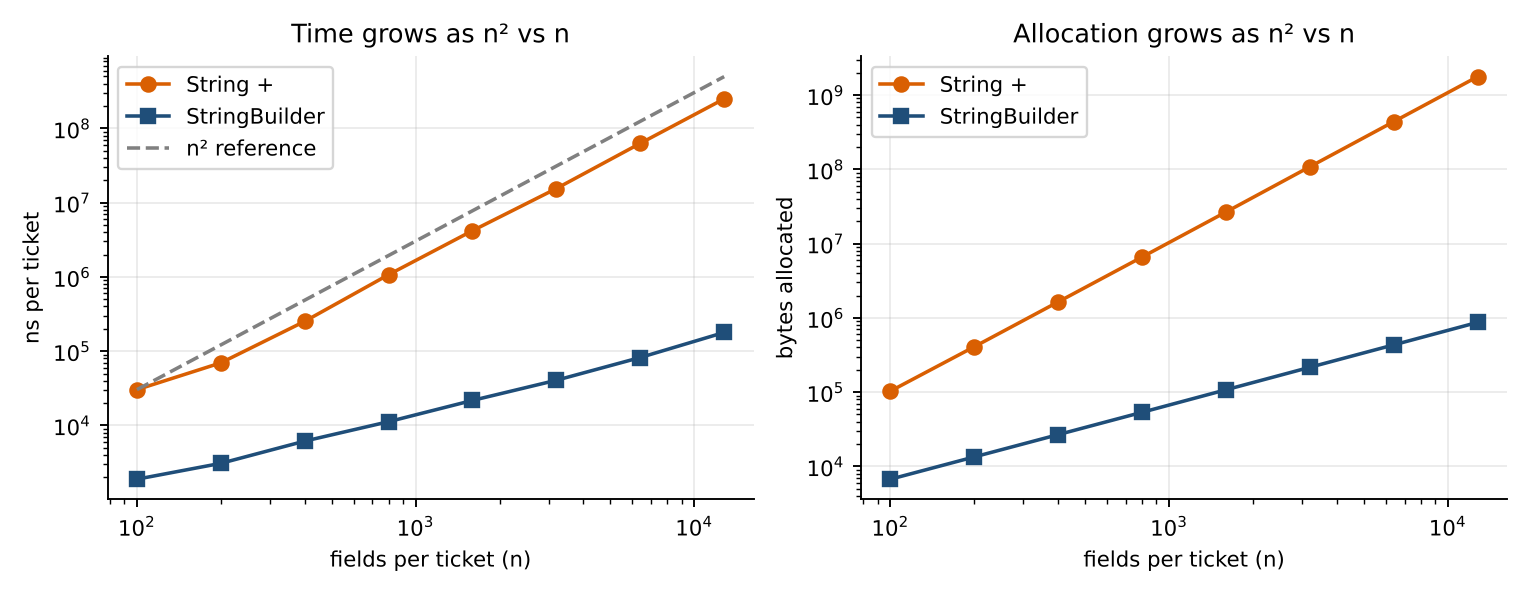 Time grows as n² vs n
String +
StringBuilder
n² reference
10⁸
10⁷
10⁶
10⁵
10⁴
ns per ticket
10² 10³ 10⁴
fields per ticket (n)
Allocation grows as n² vs n
String +
StringBuilder
10⁹
10⁸
10⁷
10⁶
10⁵
10⁴
bytes allocated
10² 10³ 10⁴
fields per ticket (n)